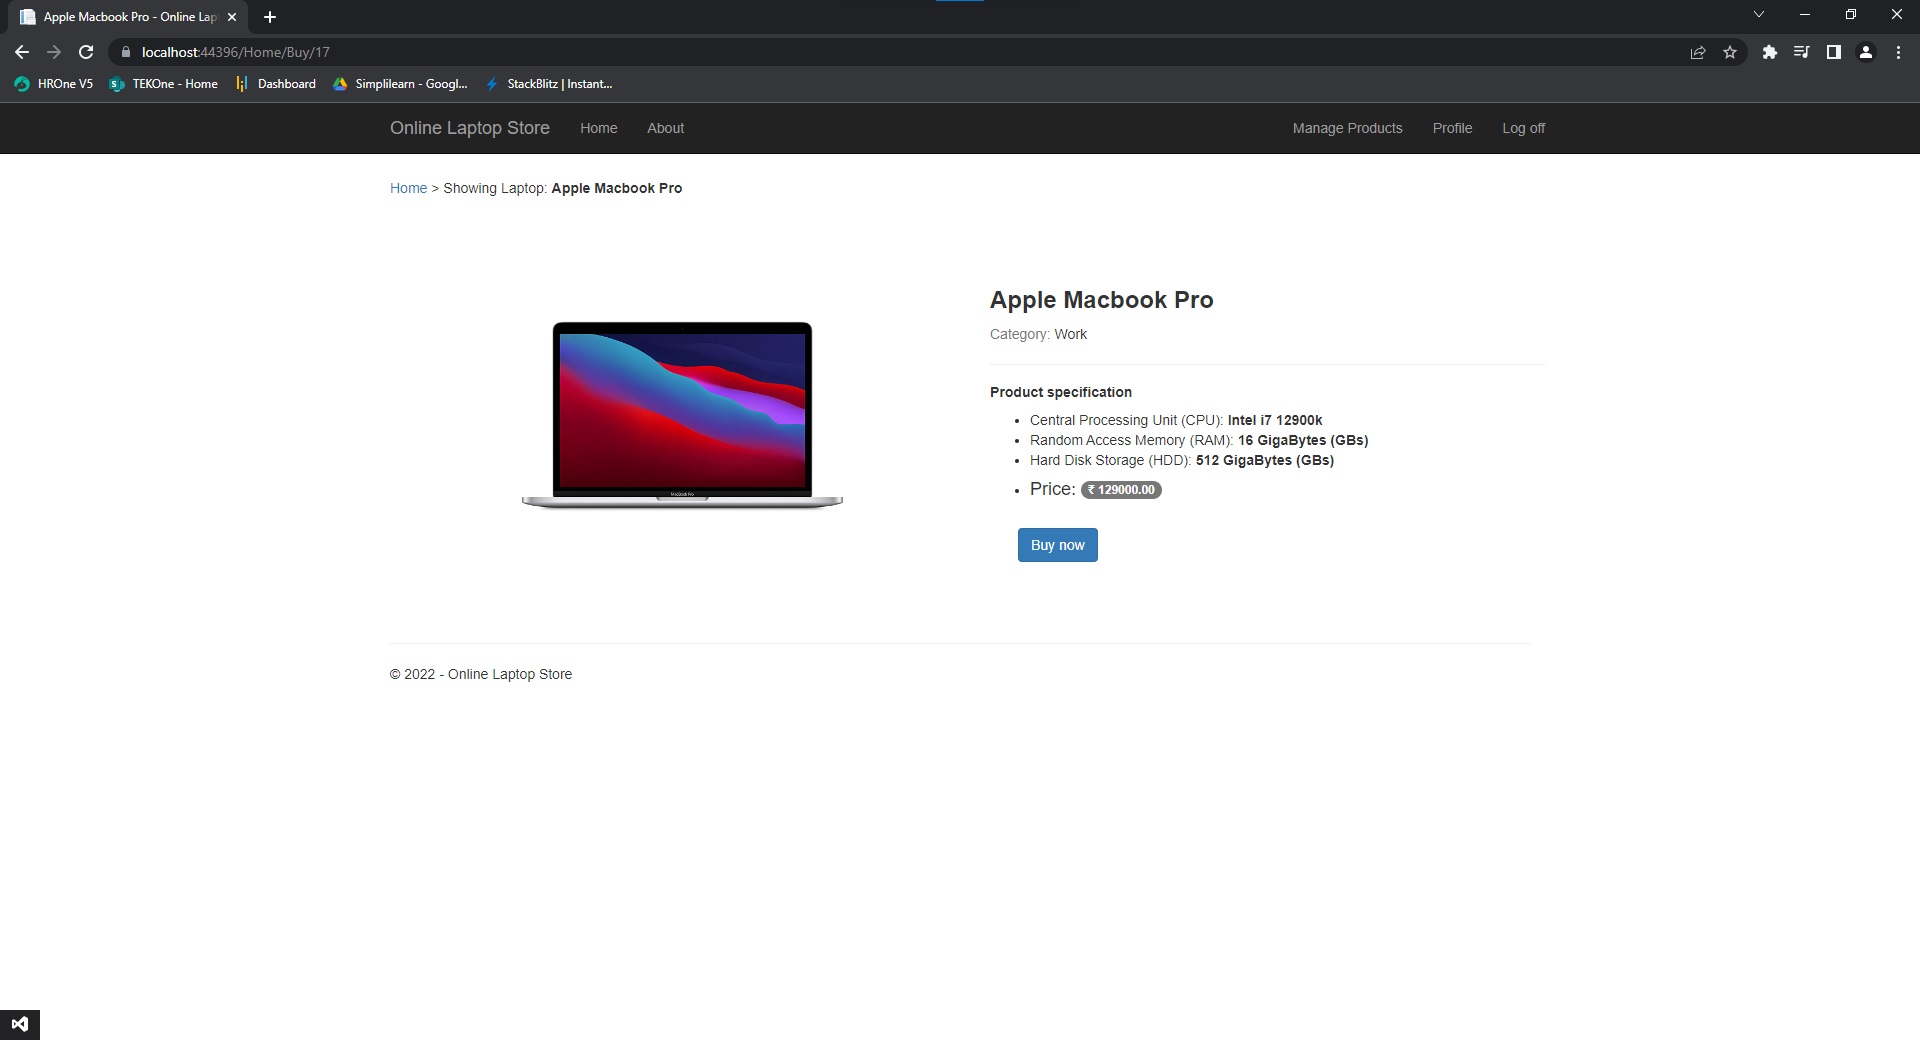 Apple Macbook Pro - Online Lap
localhost:44396/Home/Buy/17
HROne V5 TEKOne - Home Dashboard Simplilearn - Googl... StackBlitz | Instant...
Online Laptop Store Home About Manage Products Profile Log off
Home > Showing Laptop: Apple Macbook Pro
MacBook Pro
Apple Macbook Pro
Category: Work
Product specification
• Central Processing Unit (CPU): Intel i7 12900k
• Random Access Memory (RAM): 16 GigaBytes (GBs)
• Hard Disk Storage (HDD): 512 GigaBytes (GBs)
• Price: ₹ 129000.00
Buy now
© 2022 - Online Laptop Store